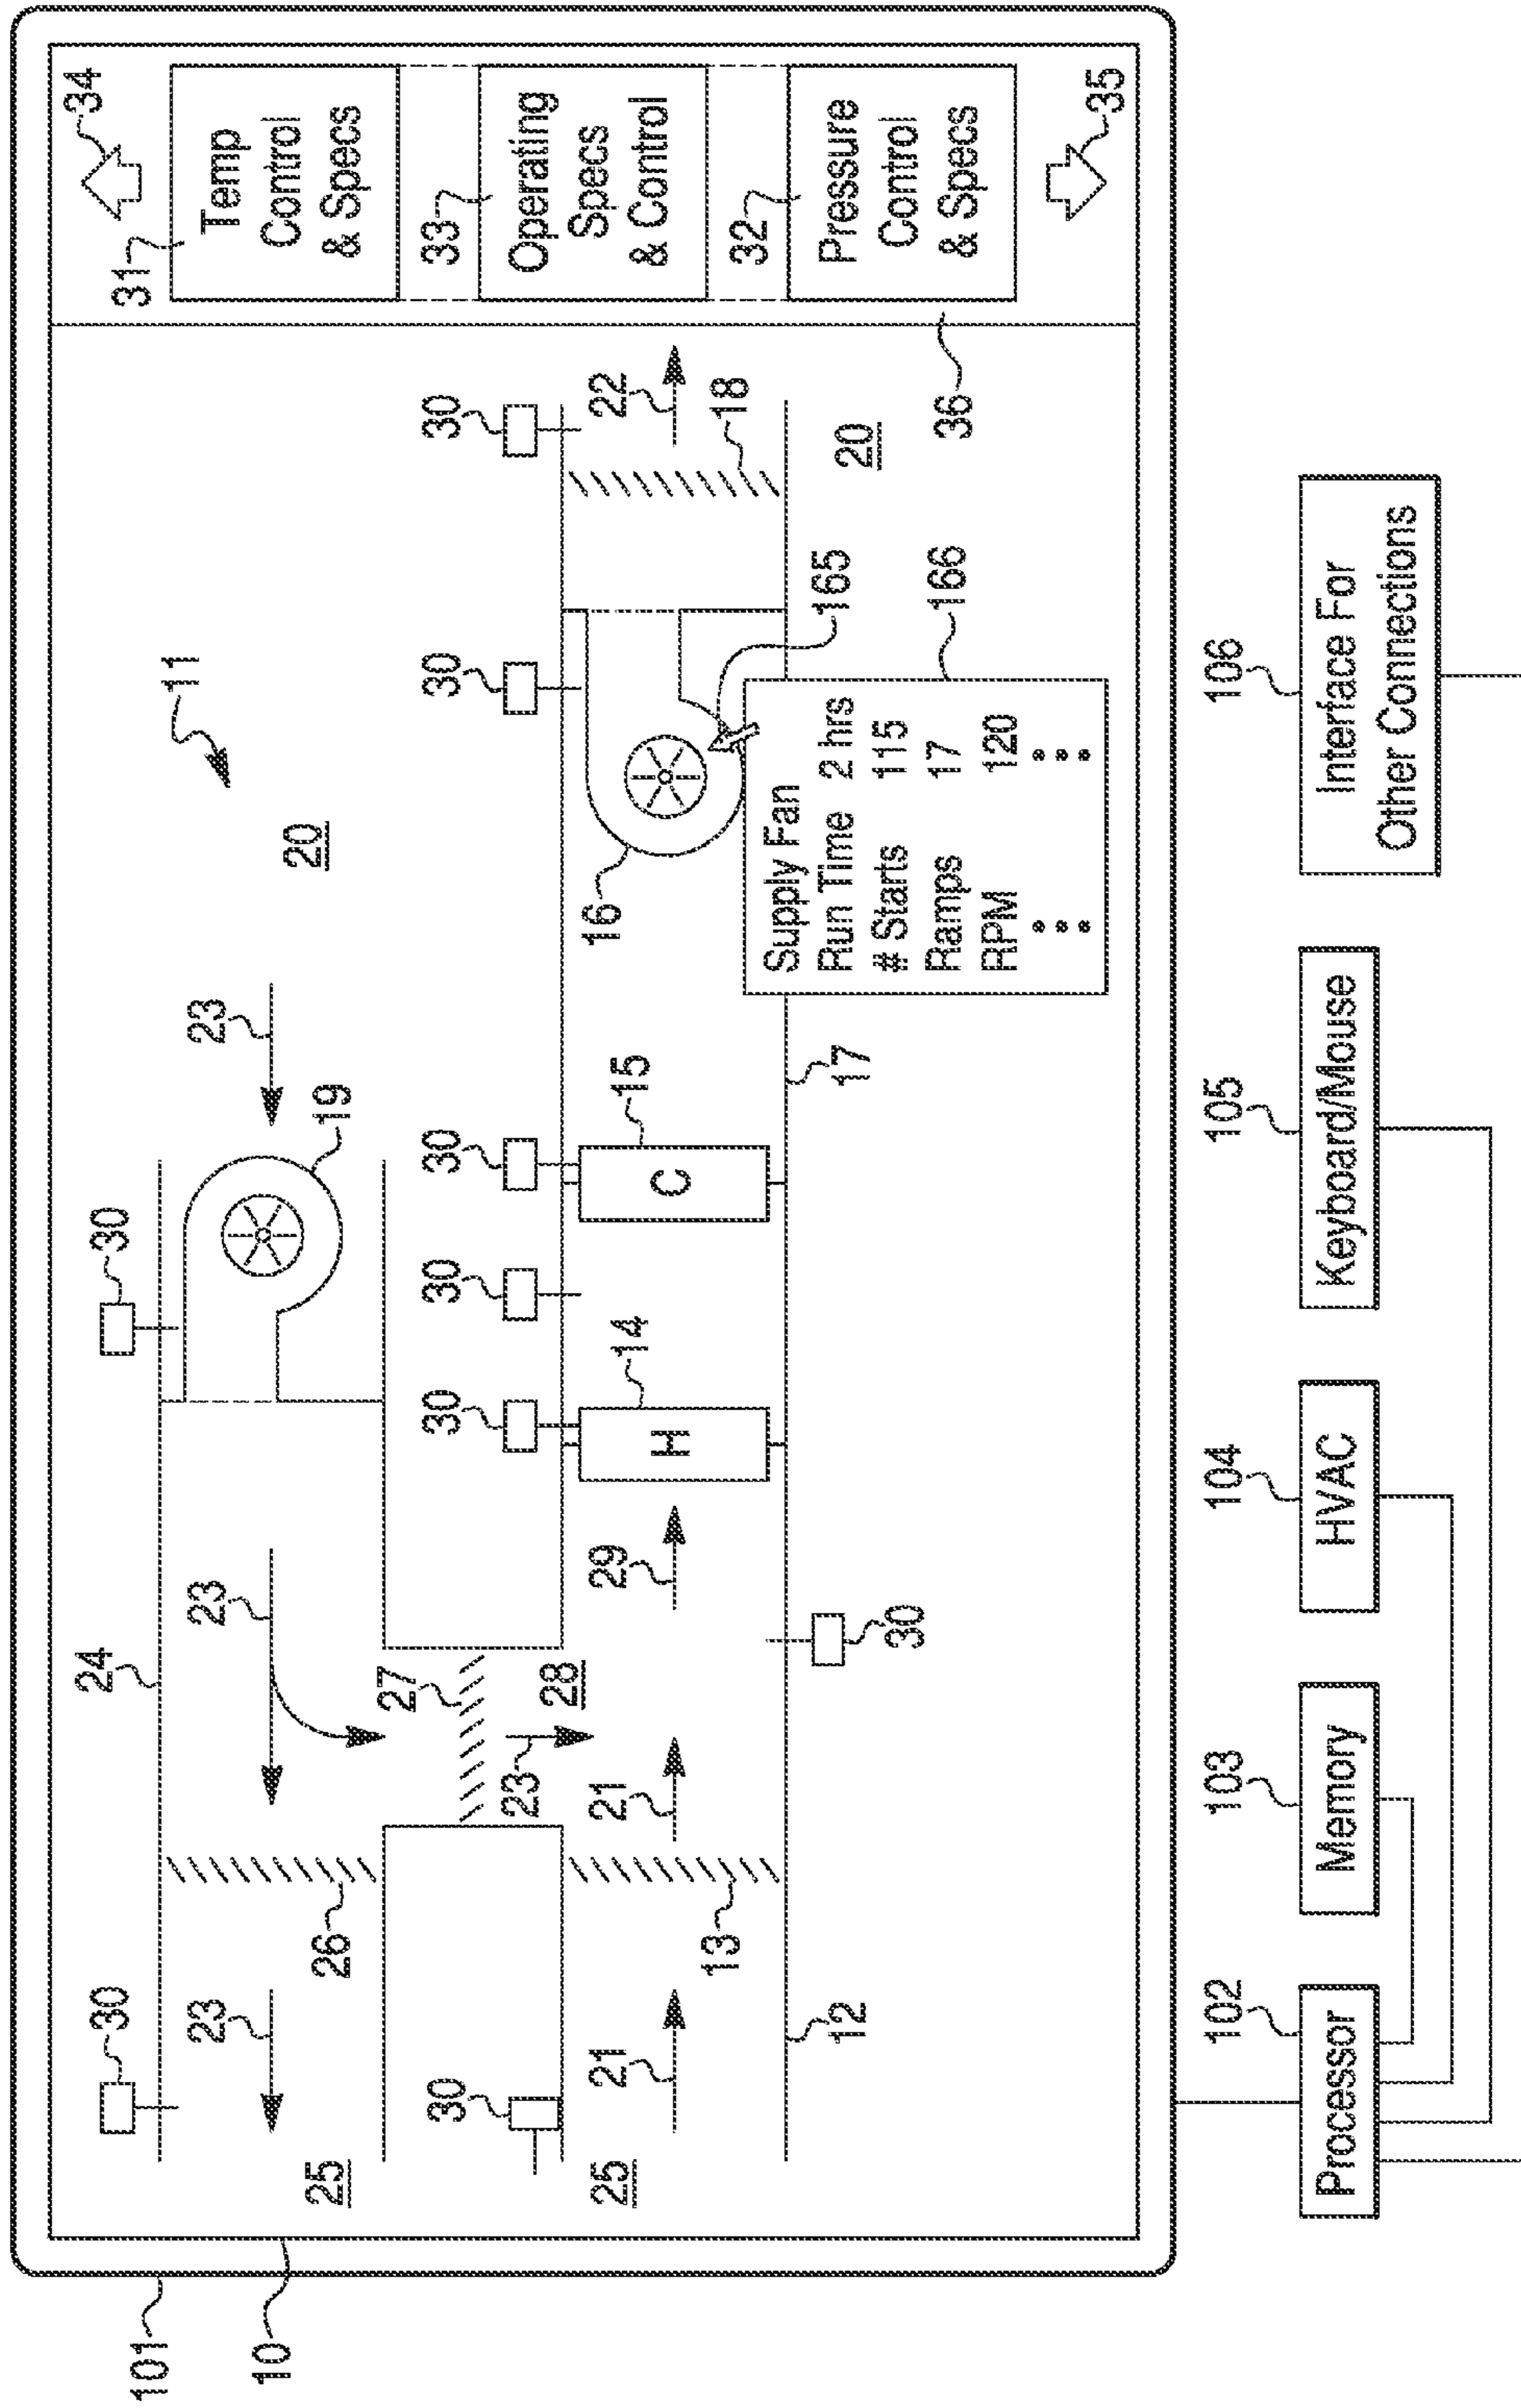 30
30
34
24
31
101
11
23
23
23
Temp
Control
& Specs
10
20
25
26
19
27
30
30
30
30
30
30
33
Operating
Specs
& Control
23
28
25
21
21
29
14
15
16
22
H
C
13
18
32
Pressure
Control
& Specs
12
17
165
20
Supply Fan
Run Time 2 hrs
# Starts 115
Ramps 17
RPM 120
30
166
36
35
102
103
104
105
106
Processor
Memory
HVAC
Keyboard/Mouse
Interface For
Other Connections